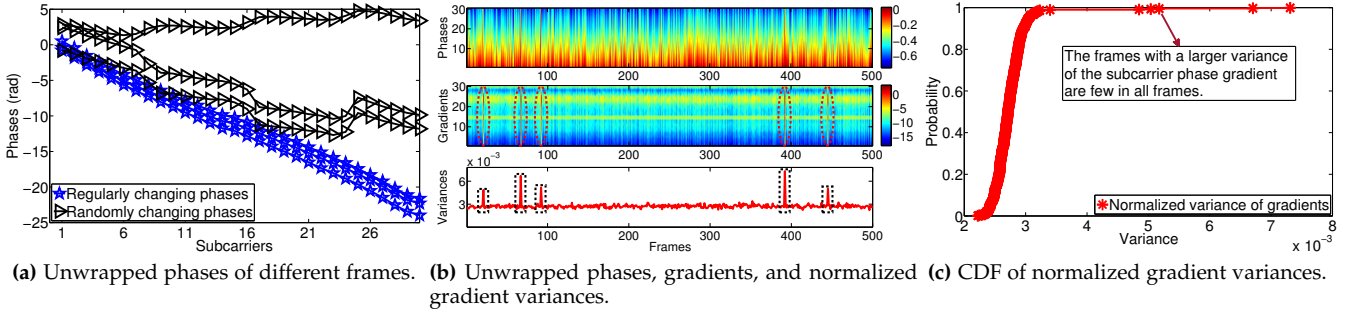 5
0
−5
−10
−15
−20
−25
Phases (rad)
Regularly changing phases
Randomly changing phases
1 6 11 16 21 26
Subcarriers
Phases
30
20
10
100 200 300 400 500
0
−0.2
−0.4
−0.6
Gradients
30
20
10
100 200 300 400 500
0
−5
−10
−15
x 10⁻³
Variances
6
3
100 200 300 400 500
Frames
1
0.8
0.6
0.4
0.2
0
Probability
The frames with a larger variance
of the subcarrier phase gradient
are few in all frames.
Normalized variance of gradients
2 3 4 5 6 7 8
Variance
x 10⁻³
(a) Unwrapped phases of different frames.
(b) Unwrapped phases, gradients, and normalized
gradient variances.
(c) CDF of normalized gradient variances.